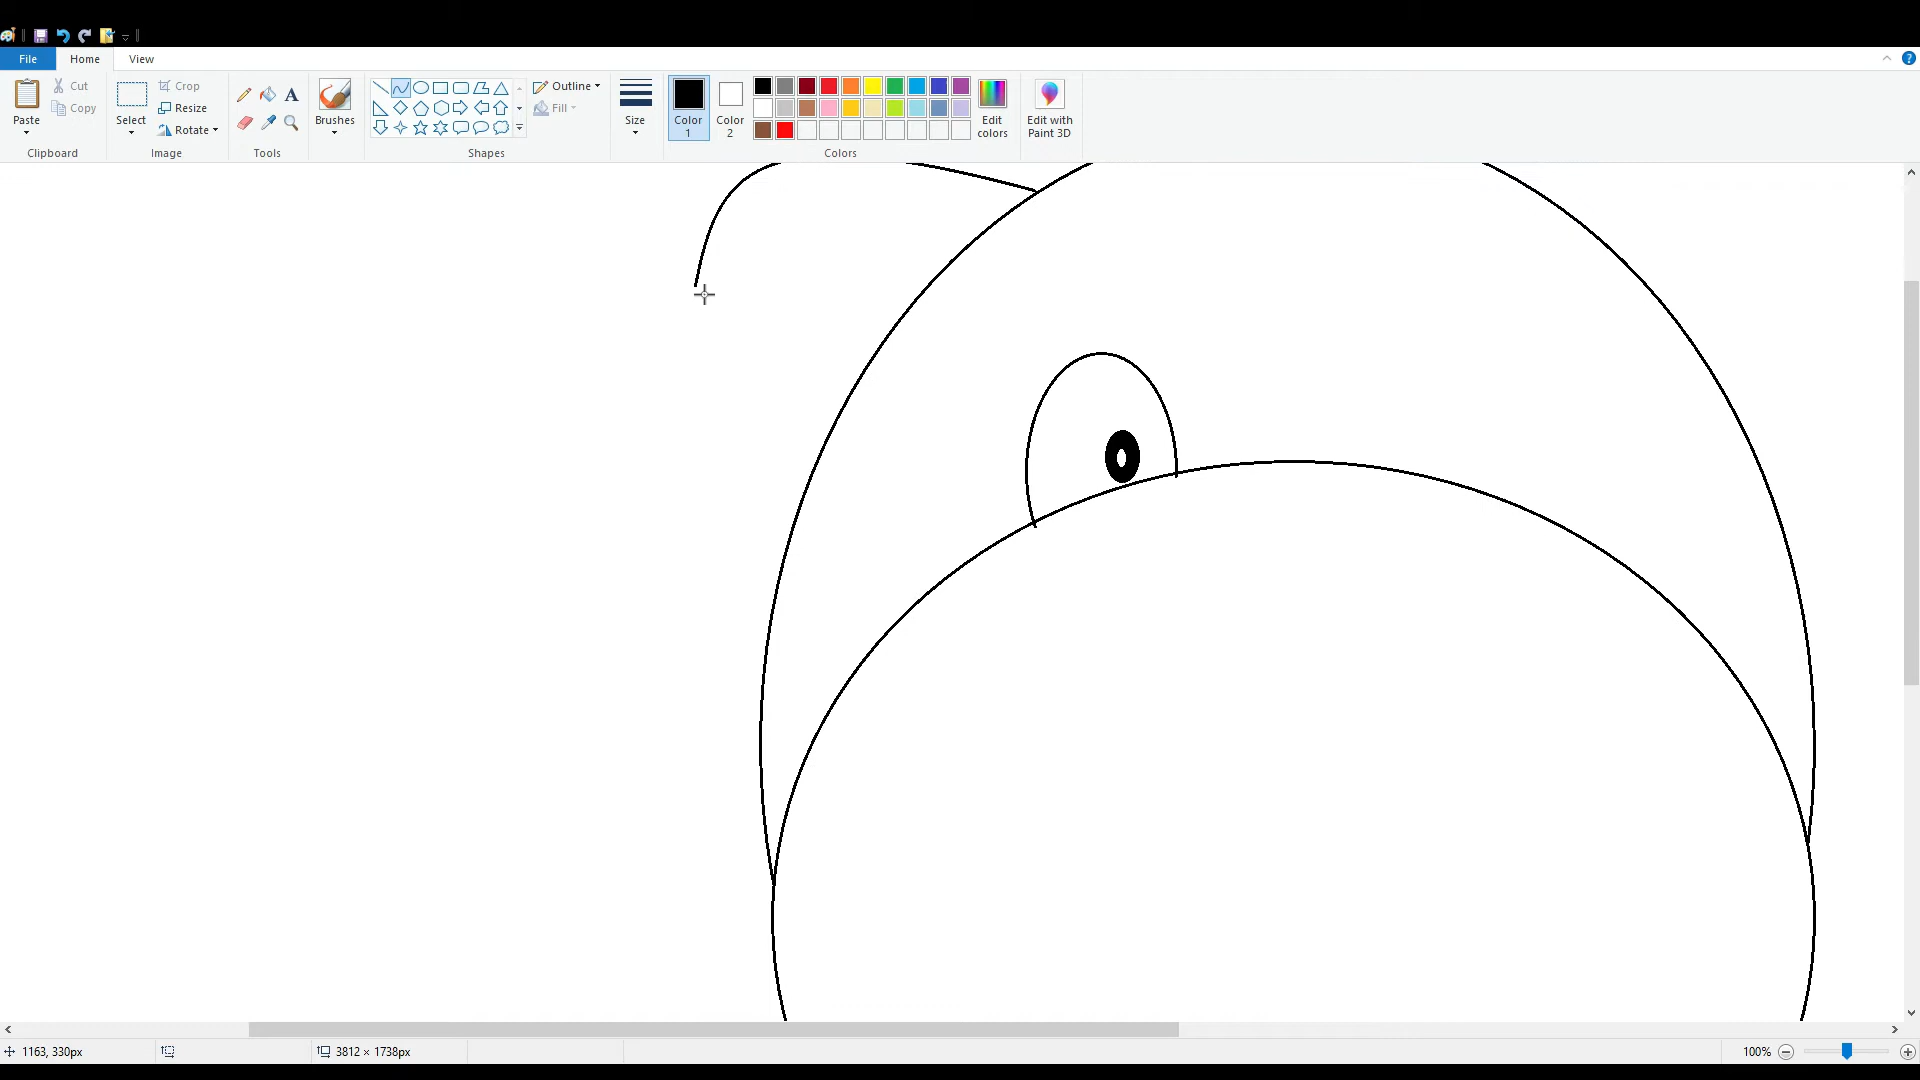 File Home View
Paste
Cut
Copy
Clipboard
Select
Crop
Resize
Rotate
Image
A
Tools
Brushes
Outline
Fill
Shapes
Size
Color 1
Color 2
Edit colors
Colors
Edit with Paint 3D
1163, 330px
3812 × 1738px
100%